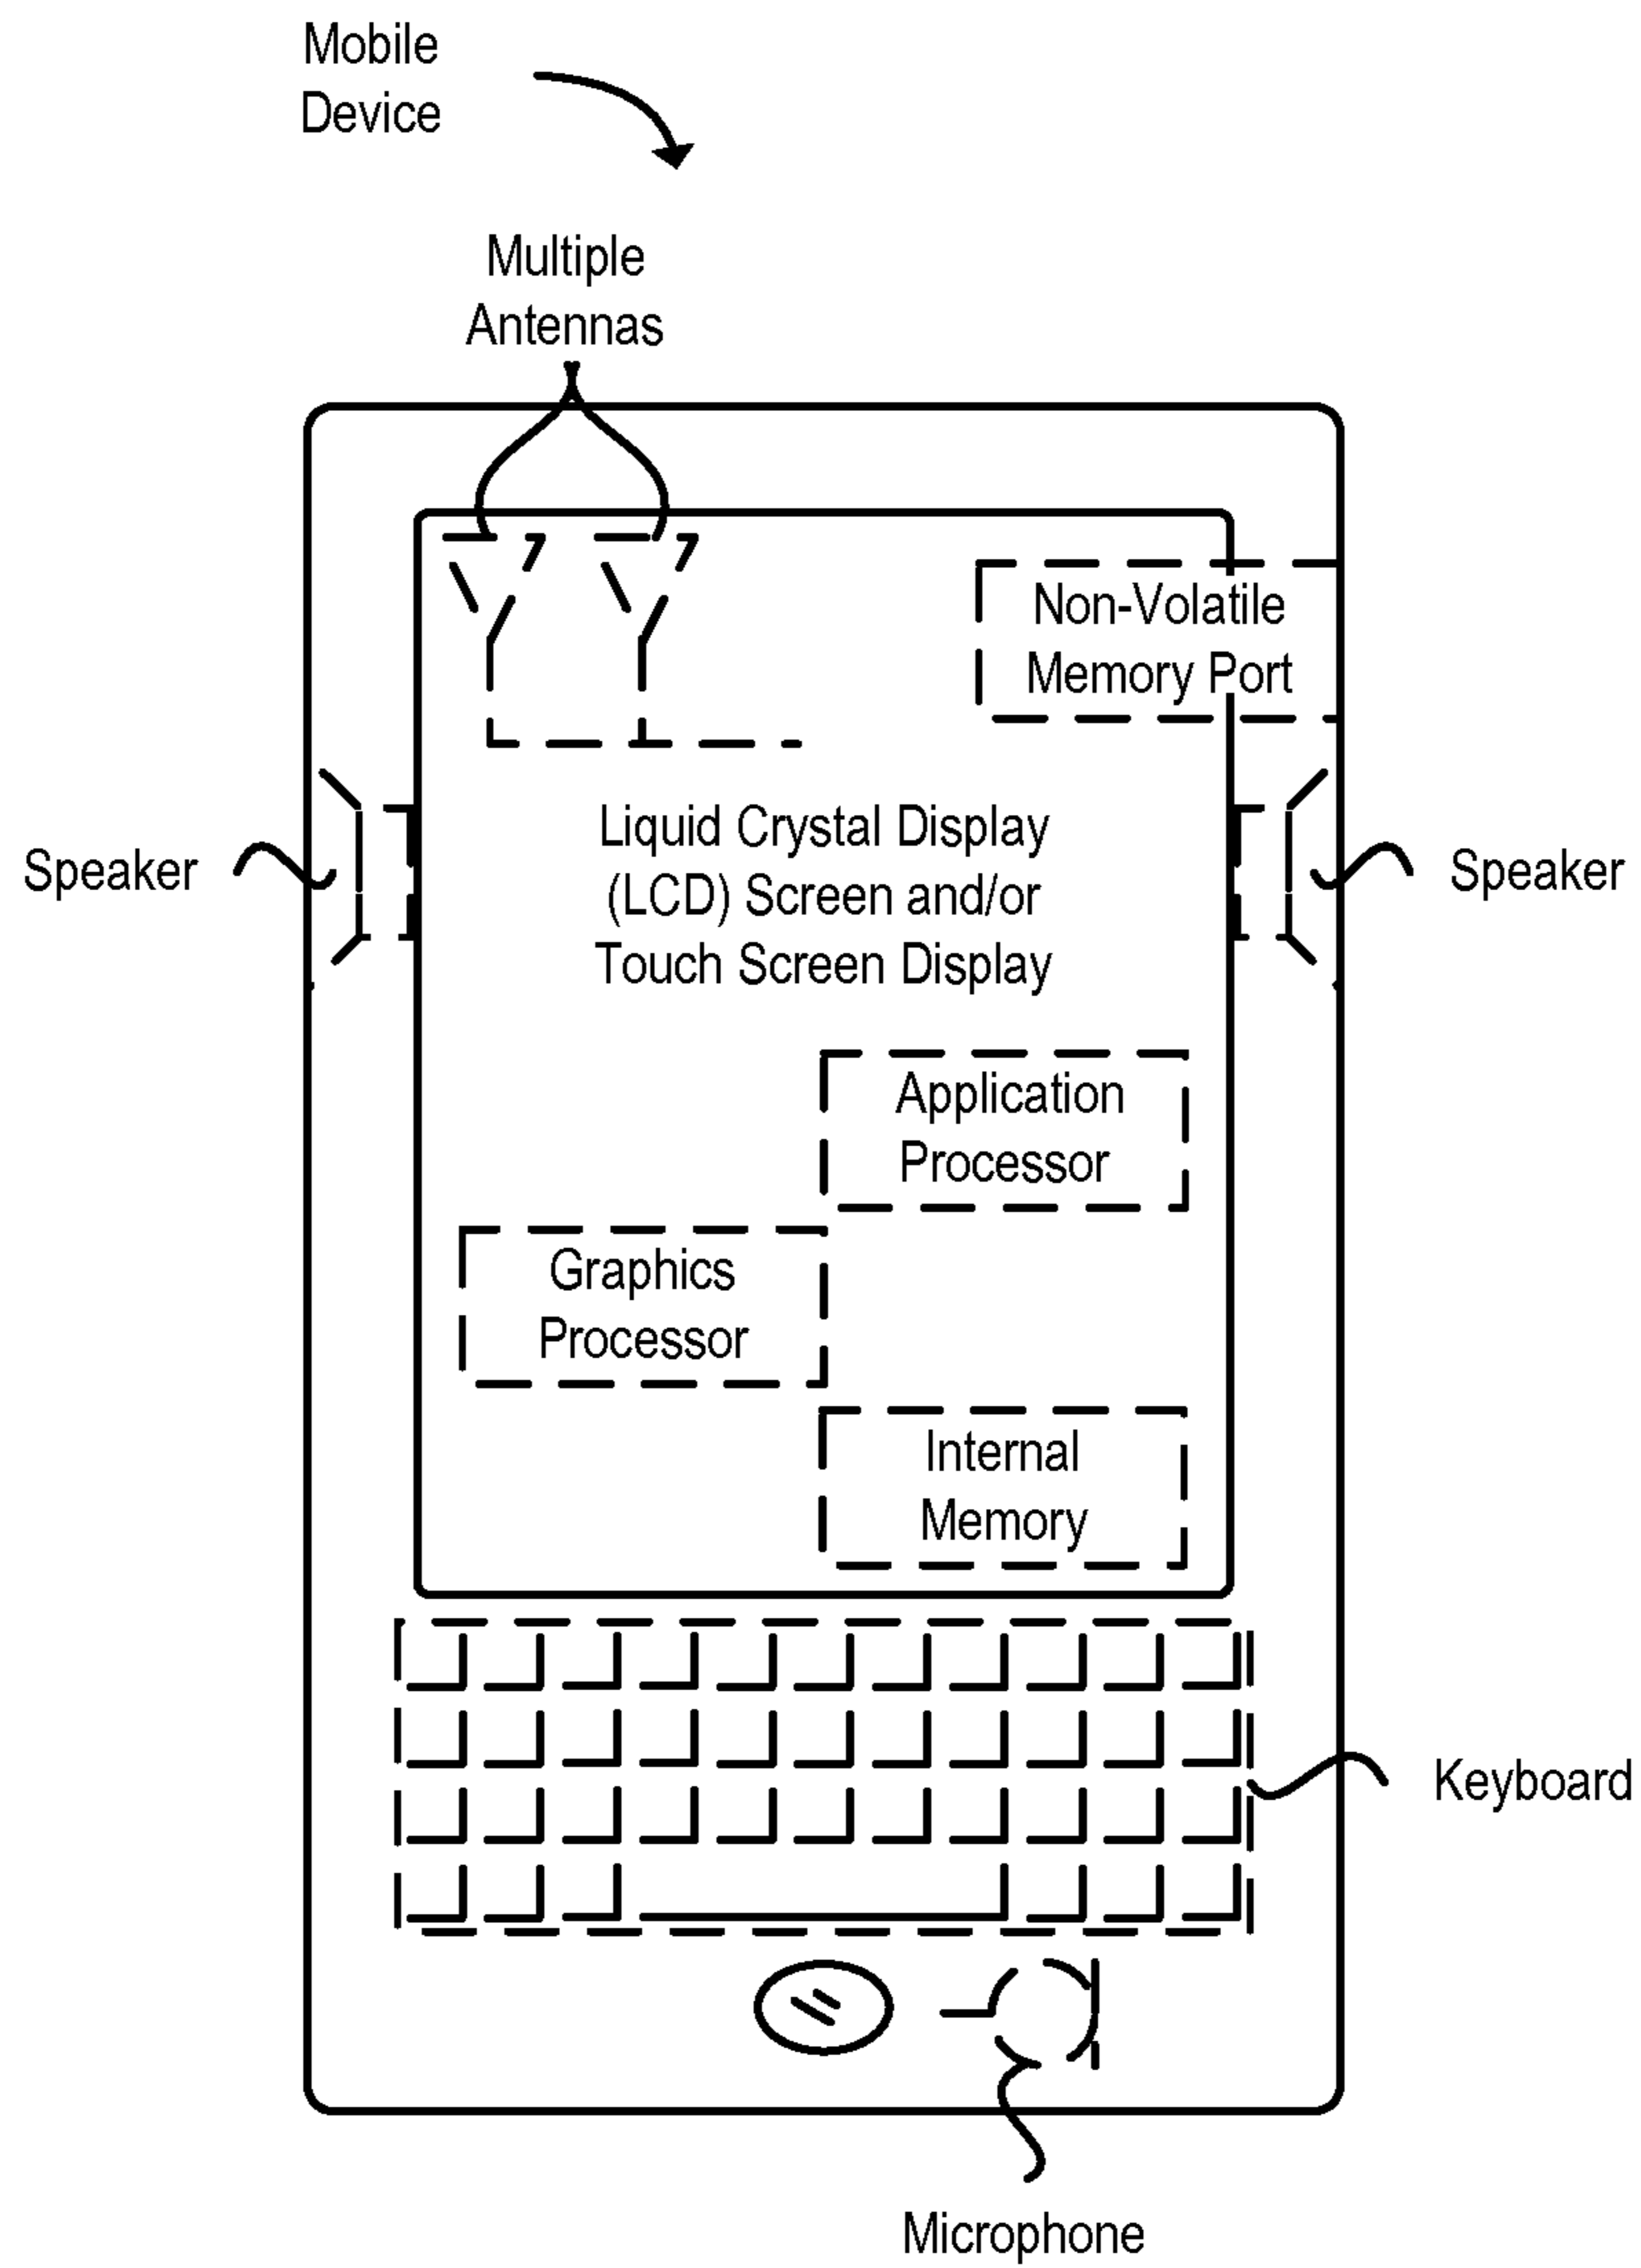 Mobile
Device
Multiple
Antennas
Non-Volatile
Memory Port
Speaker
Liquid Crystal Display
(LCD) Screen and/or
Touch Screen Display
Speaker
Application
Processor
Graphics
Processor
Internal
Memory
Keyboard
Microphone